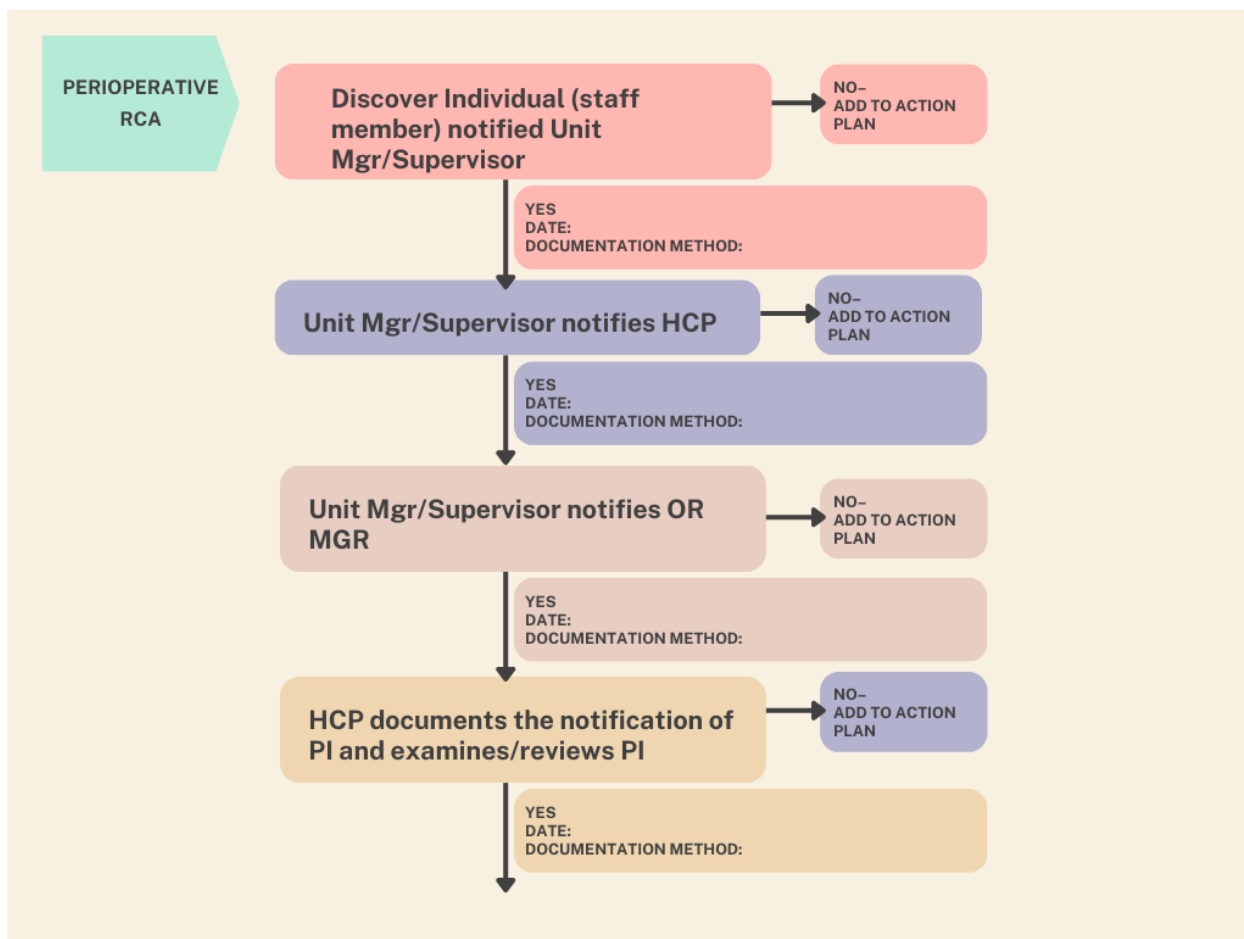 PERIOPERATIVE
RCA
Discover Individual (staff
member) notified Unit
Mgr/Supervisor
NO–
ADD TO ACTION
PLAN
YES
DATE:
DOCUMENTATION METHOD:
Unit Mgr/Supervisor notifies HCP
NO–
ADD TO ACTION
PLAN
YES
DATE:
DOCUMENTATION METHOD:
Unit Mgr/Supervisor notifies OR
MGR
NO–
ADD TO ACTION
PLAN
YES
DATE:
DOCUMENTATION METHOD:
HCP documents the notification of
PI and examines/reviews PI
NO–
ADD TO ACTION
PLAN
YES
DATE:
DOCUMENTATION METHOD: